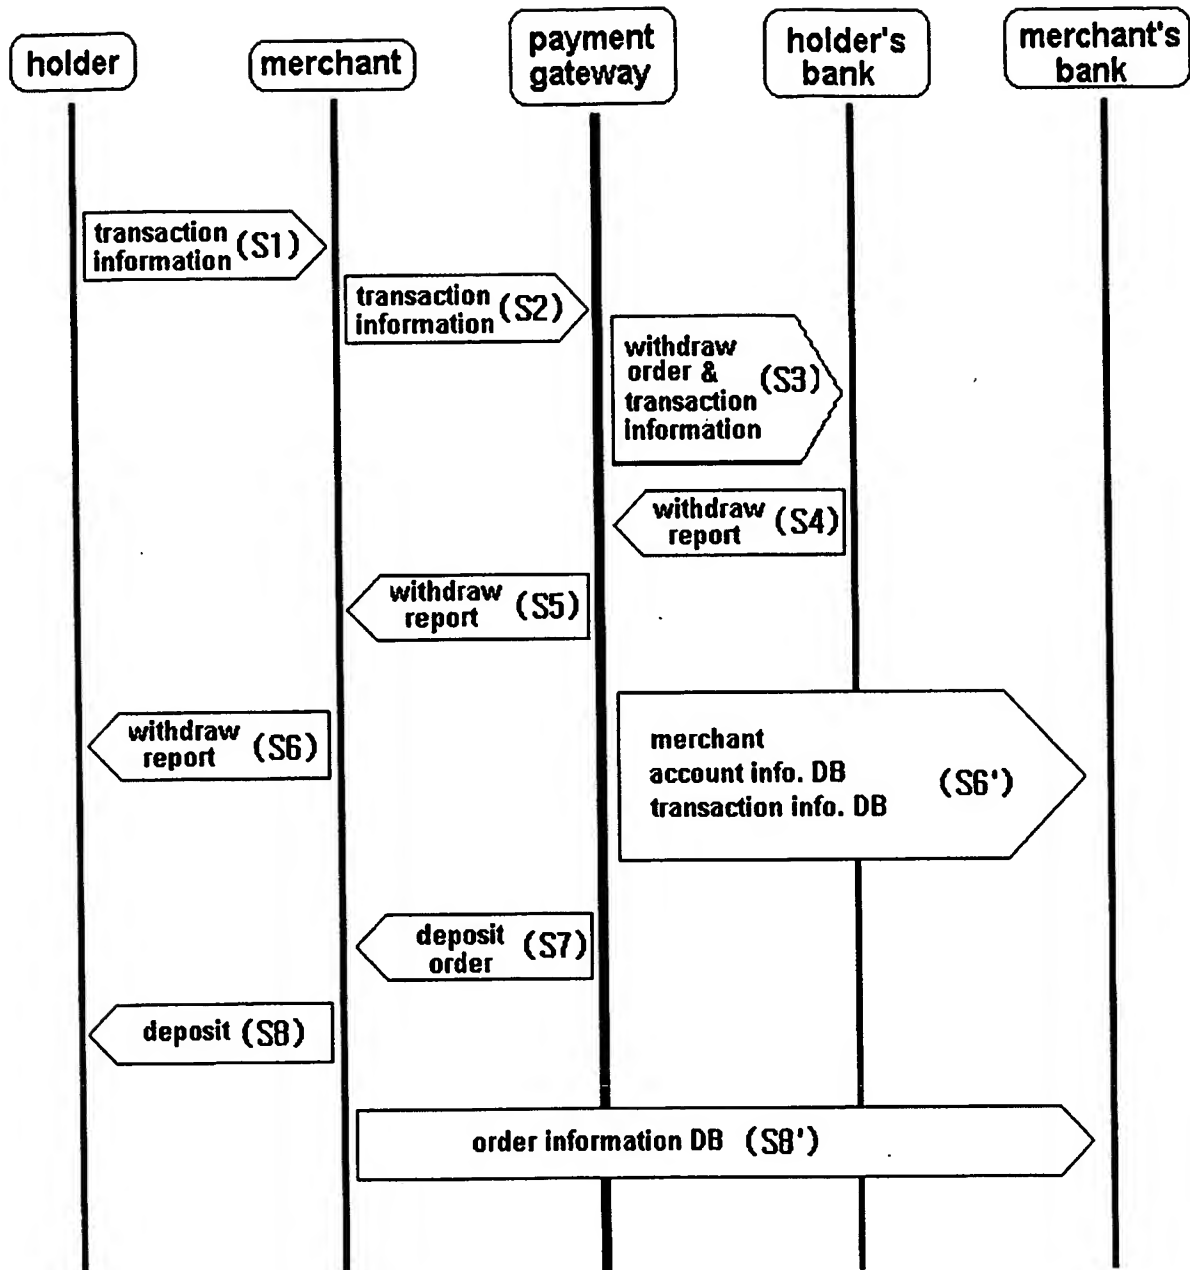 holder
merchant
payment
gateway
holder's
bank
merchant's
bank
transaction
information (S1)
transaction
information (S2)
withdraw
order &
transaction
information
(S3)
withdraw
report
(S4)
withdraw
report
(S5)
withdraw
report
(S6)
merchant
account info. DB
transaction info. DB
(S6')
deposit
order
(S7)
deposit (S8)
order information DB (S8')